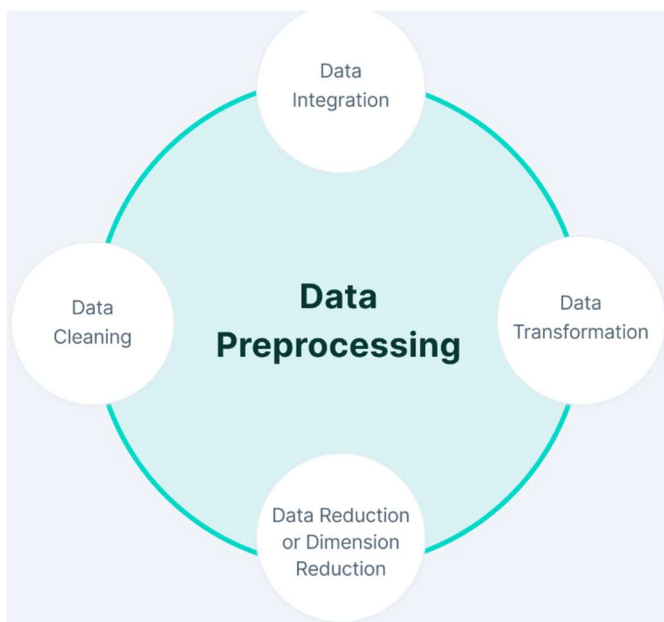 Data
Integration
Data
Cleaning
Data
Preprocessing
Data
Transformation
Data Reduction
or Dimension
Reduction